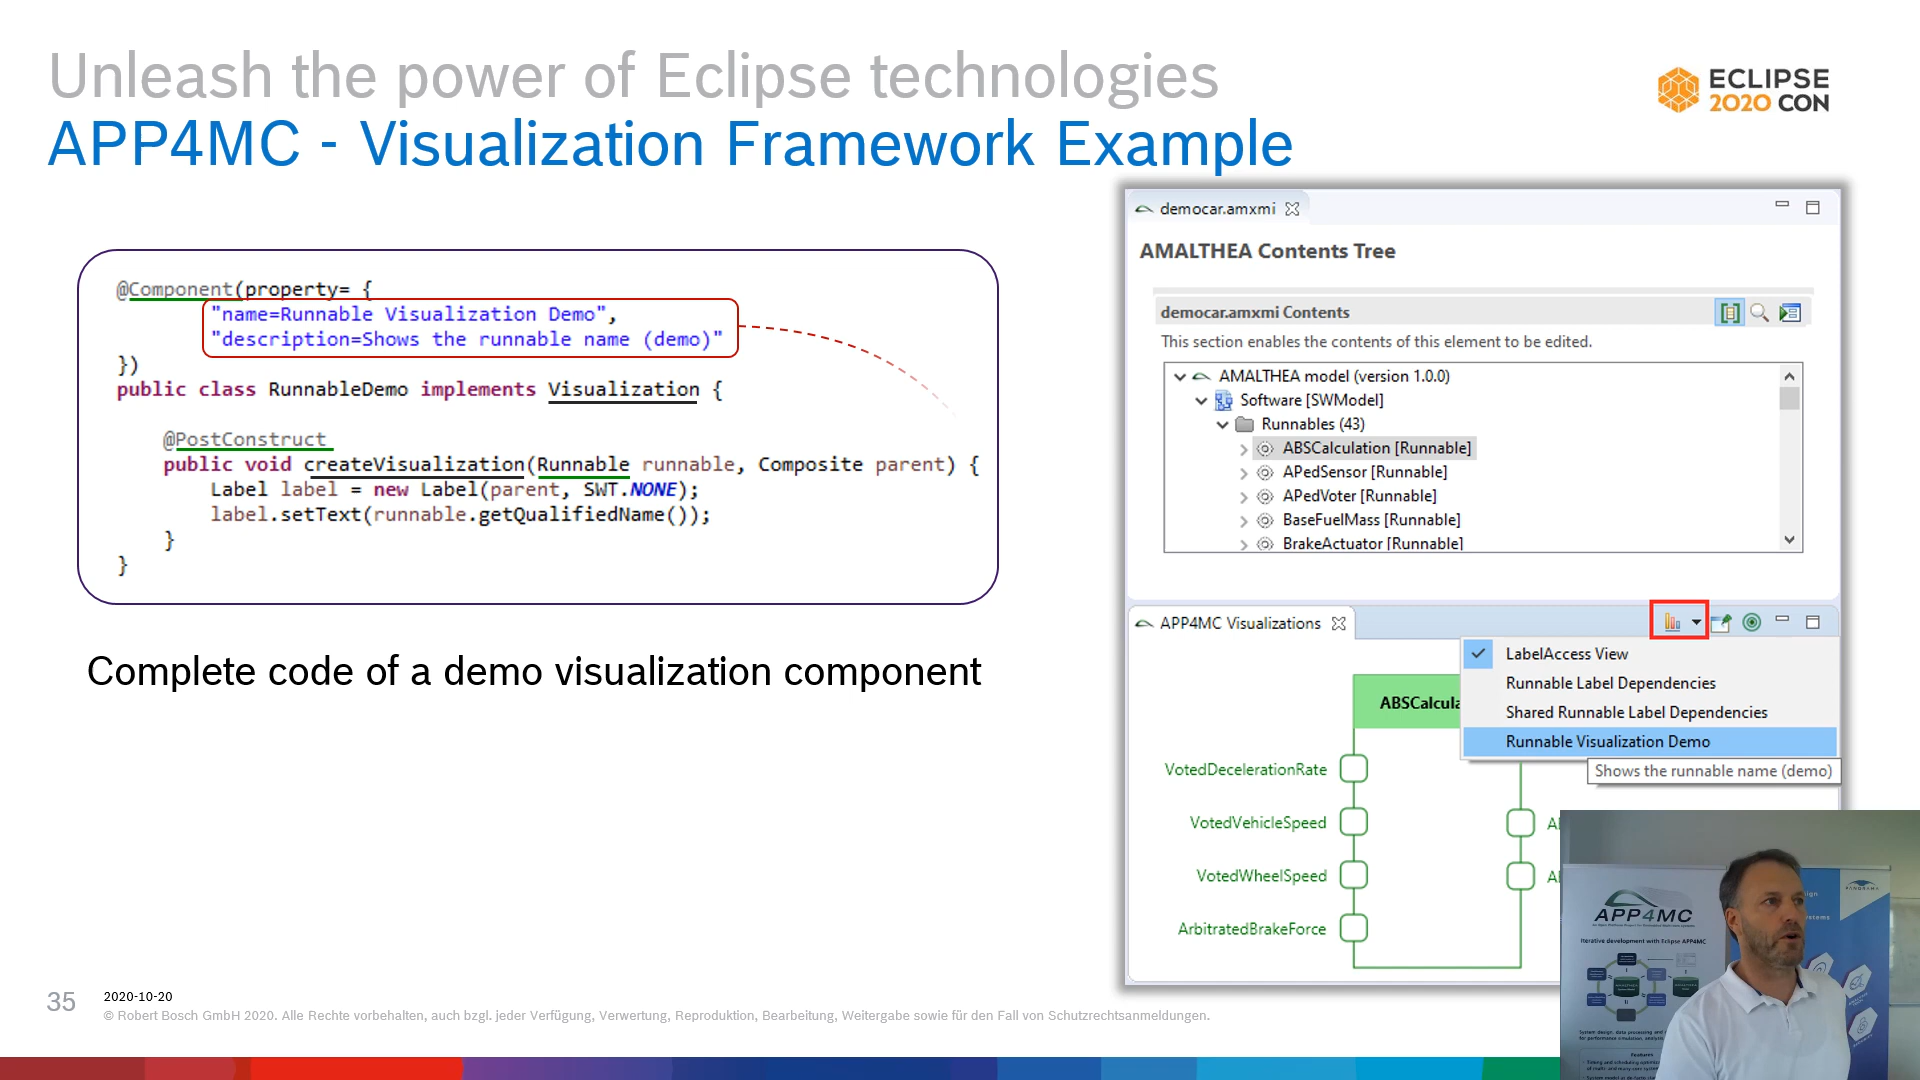 Unleash the power of Eclipse technologies
APP4MC - Visualization Framework Example
ECLIPSE
2020 CON
@Component(property= {
"name=Runnable Visualization Demo",
"description=Shows the runnable name (demo)"
})
public class RunnableDemo implements Visualization {
@PostConstruct
public void createVisualization(Runnable runnable, Composite parent) {
Label label = new Label(parent, SWT.NONE);
label.setText(runnable.getQualifiedName());
}
}
Complete code of a demo visualization component
democar.amxmi
AMALTHEA Contents Tree
democar.amxmi Contents
This section enables the contents of this element to be edited.
AMALTHEA model (version 1.0.0)
Software [SWModel]
Runnables (43)
ABSCalculation [Runnable]
APedSensor [Runnable]
APedVoter [Runnable]
BaseFuelMass [Runnable]
BrakeActuator [Runnable]
APP4MC Visualizations
LabelAccess View
Runnable Label Dependencies
Shared Runnable Label Dependencies
Runnable Visualization Demo
Shows the runnable name (demo)
ABSCalcula
VotedDecelerationRate
VotedVehicleSpeed
VotedWheelSpeed
ArbitratedBrakeForce
APP4MC
Iterative development with Eclipse APP4MC
PANORAMA
35
2020-10-20
© Robert Bosch GmbH 2020. Alle Rechte vorbehalten, auch bzgl. jeder Verfügung, Verwertung, Reproduktion, Bearbeitung, Weitergabe sowie für den Fall von Schutzrechtsanmeldungen.